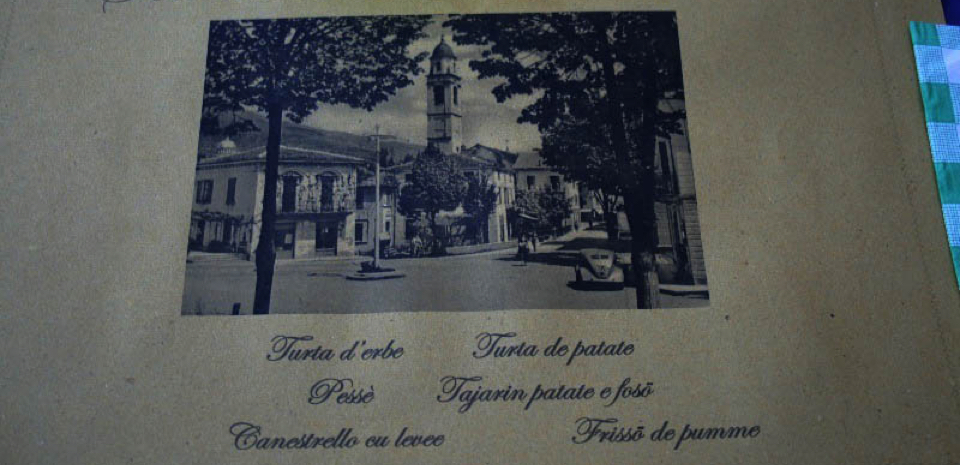 Turta d'erbe Turta de patate
Pessè Tajarin patate e fosö
Canestrello cu levee Frissö de pumme